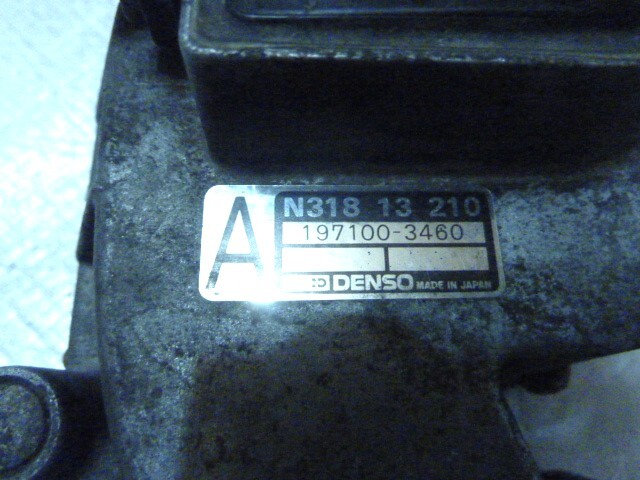 A
N318 13 210
197100-3460
DENSO MADE IN JAPAN